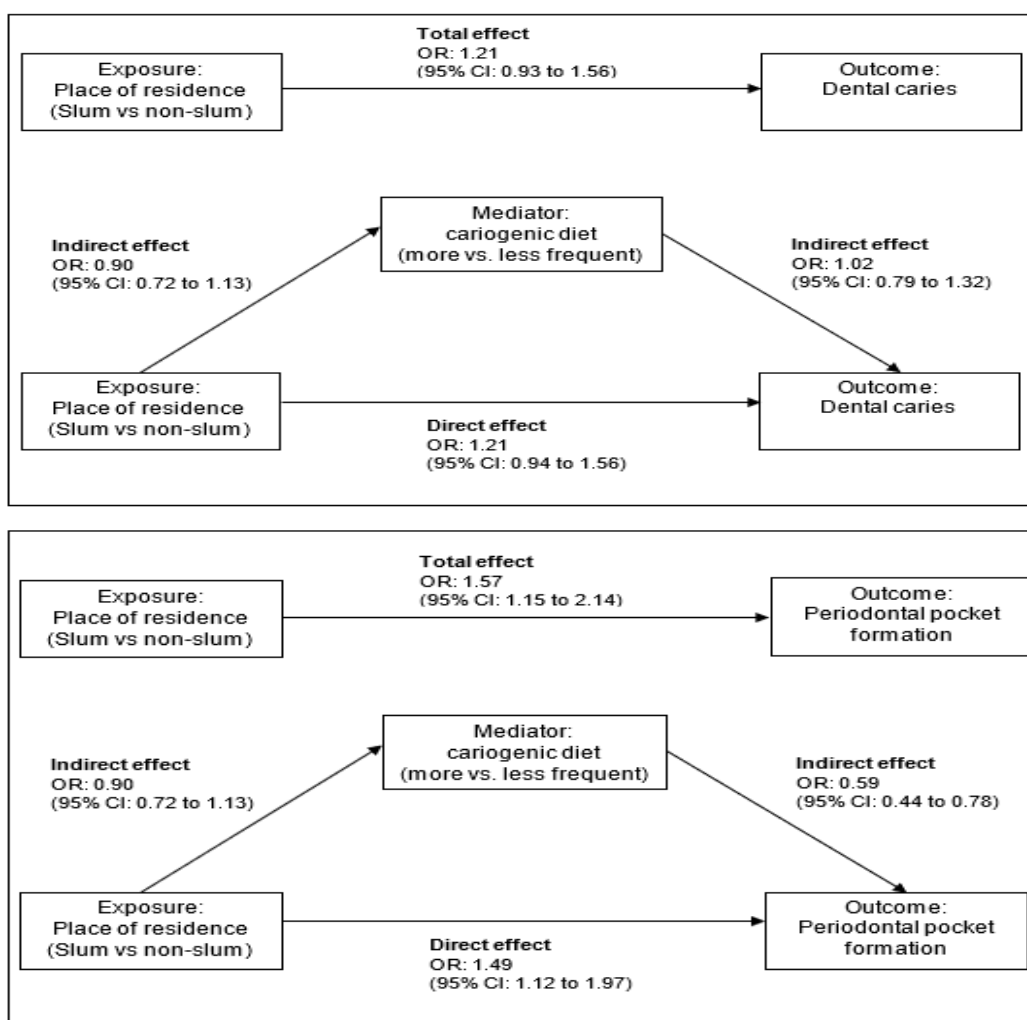 Total effect
OR: 1.21
(95% CI: 0.93 to 1.56)
Exposure:
Place of residence
(Slum vs non-slum)
Outcome:
Dental caries
Mediator:
cariogenic diet
(more vs. less frequent)
Indirect effect
OR: 0.90
(95% CI: 0.72 to 1.13)
Indirect effect
OR: 1.02
(95% CI: 0.79 to 1.32)
Exposure:
Place of residence
(Slum vs non-slum)
Outcome:
Dental caries
Direct effect
OR: 1.21
(95% CI: 0.94 to 1.56)
Total effect
OR: 1.57
(95% CI: 1.15 to 2.14)
Exposure:
Place of residence
(Slum vs non-slum)
Outcome:
Periodontal pocket
formation
Mediator:
cariogenic diet
(more vs. less frequent)
Indirect effect
OR: 0.90
(95% CI: 0.72 to 1.13)
Indirect effect
OR: 0.59
(95% CI: 0.44 to 0.78)
Exposure:
Place of residence
(Slum vs non-slum)
Outcome:
Periodontal pocket
formation
Direct effect
OR: 1.49
(95% CI: 1.12 to 1.97)